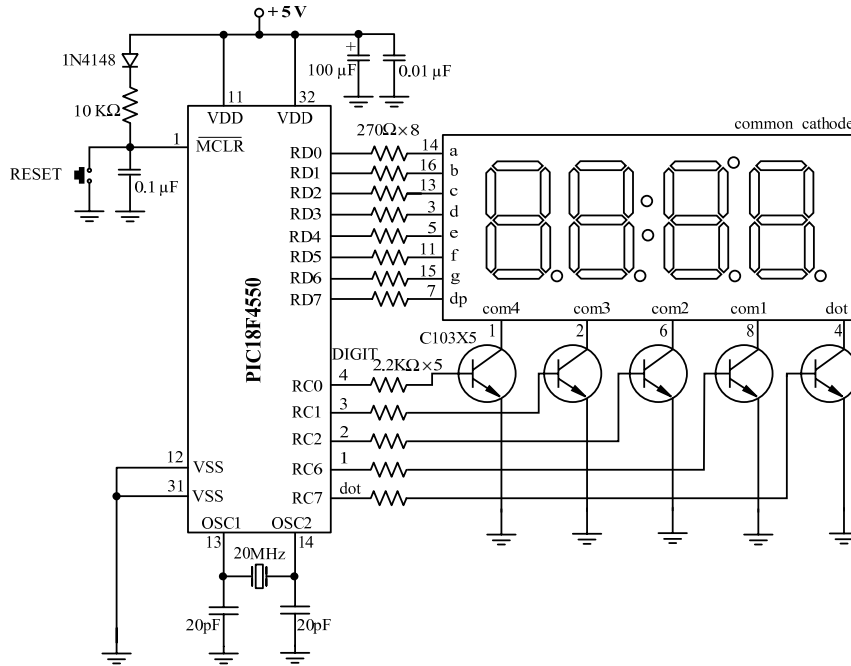 +5V
1N4148
100 µF
0.01 µF
10 KΩ
11
32
VDD
VDD
1
MCLR
RESET
0.1 µF
270Ω×8
common cathode
RD0
14
a
RD1
16
b
RD2
13
c
RD3
3
d
RD4
5
e
RD5
11
f
RD6
15
g
RD7
7
dp
com4
com3
com2
com1
dot
1
2
6
8
4
PIC18F4550
C103X5
DIGIT
2.2KΩ×5
RC0
4
RC1
3
RC2
2
RC6
1
RC7
dot
12
VSS
31
VSS
OSC1
OSC2
13
20MHz
14
20pF
20pF